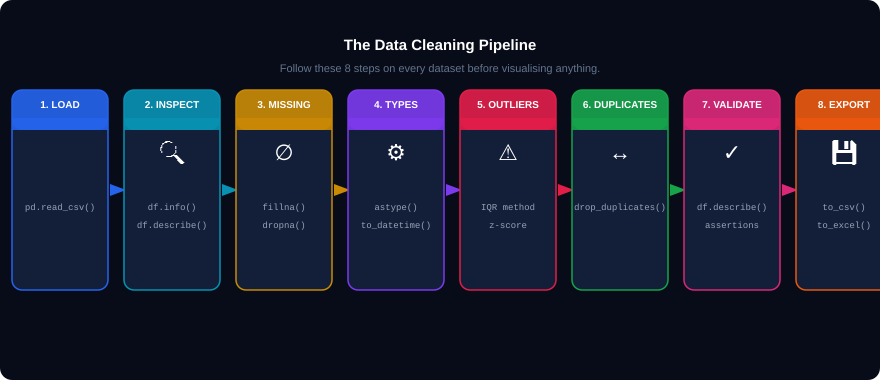 The Data Cleaning Pipeline
Follow these 8 steps on every dataset before visualising anything.
1. LOAD
pd.read_csv()
2. INSPECT
df.info()
df.describe()
3. MISSING
∅
fillna()
dropna()
4. TYPES
astype()
to_datetime()
5. OUTLIERS
IQR method
z-score
6. DUPLICATES
drop_duplicates()
7. VALIDATE
df.describe()
assertions
8. EXPORT
to_csv()
to_excel()